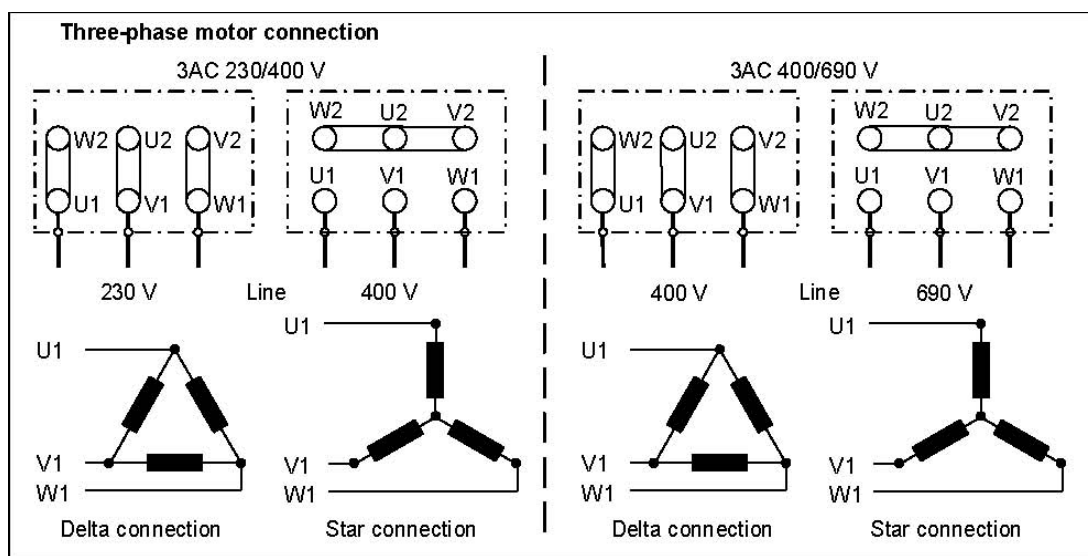 Three-phase motor connection
3AC 230/400 V
W2 U2 V2
U1 V1 W1
W2 U2 V2
U1 V1 W1
230 V Line 400 V
U1
V1
W1
Delta connection
U1
V1
W1
Star connection
3AC 400/690 V
W2 U2 V2
U1 V1 W1
W2 U2 V2
U1 V1 W1
400 V Line 690 V
U1
V1
W1
Delta connection
U1
V1
W1
Star connection